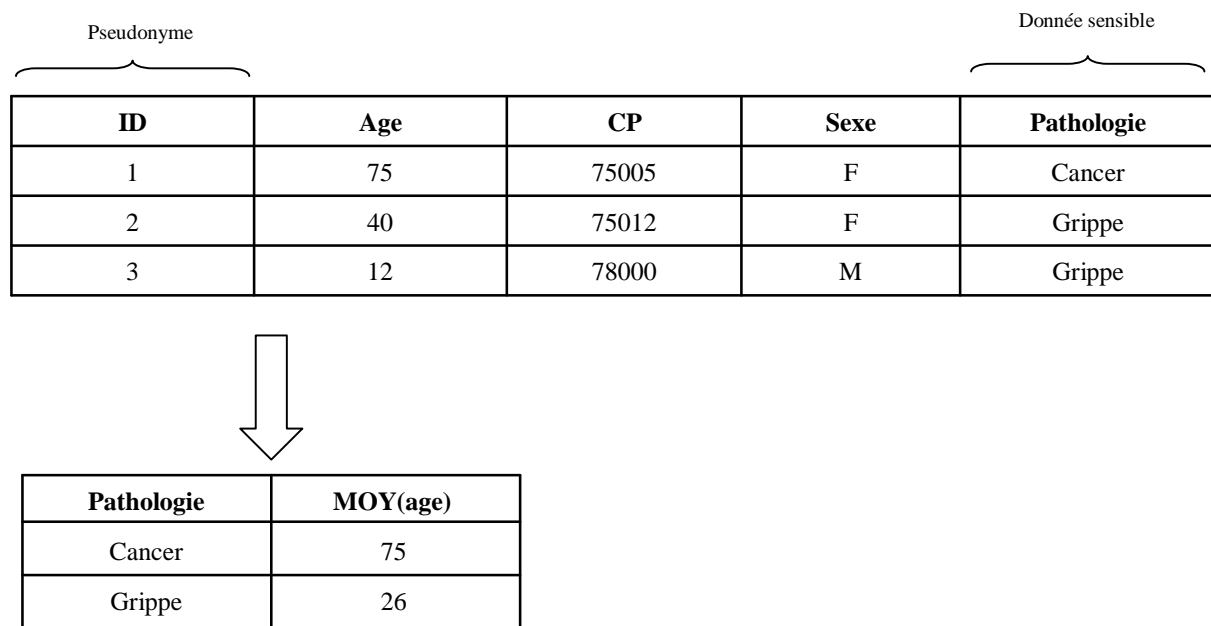 Pseudonyme
Donnée sensible
ID Age CP Sexe Pathologie
1 75 75005 F Cancer
2 40 75012 F Grippe
3 12 78000 M Grippe
Pathologie MOY(age)
Cancer 75
Grippe 26